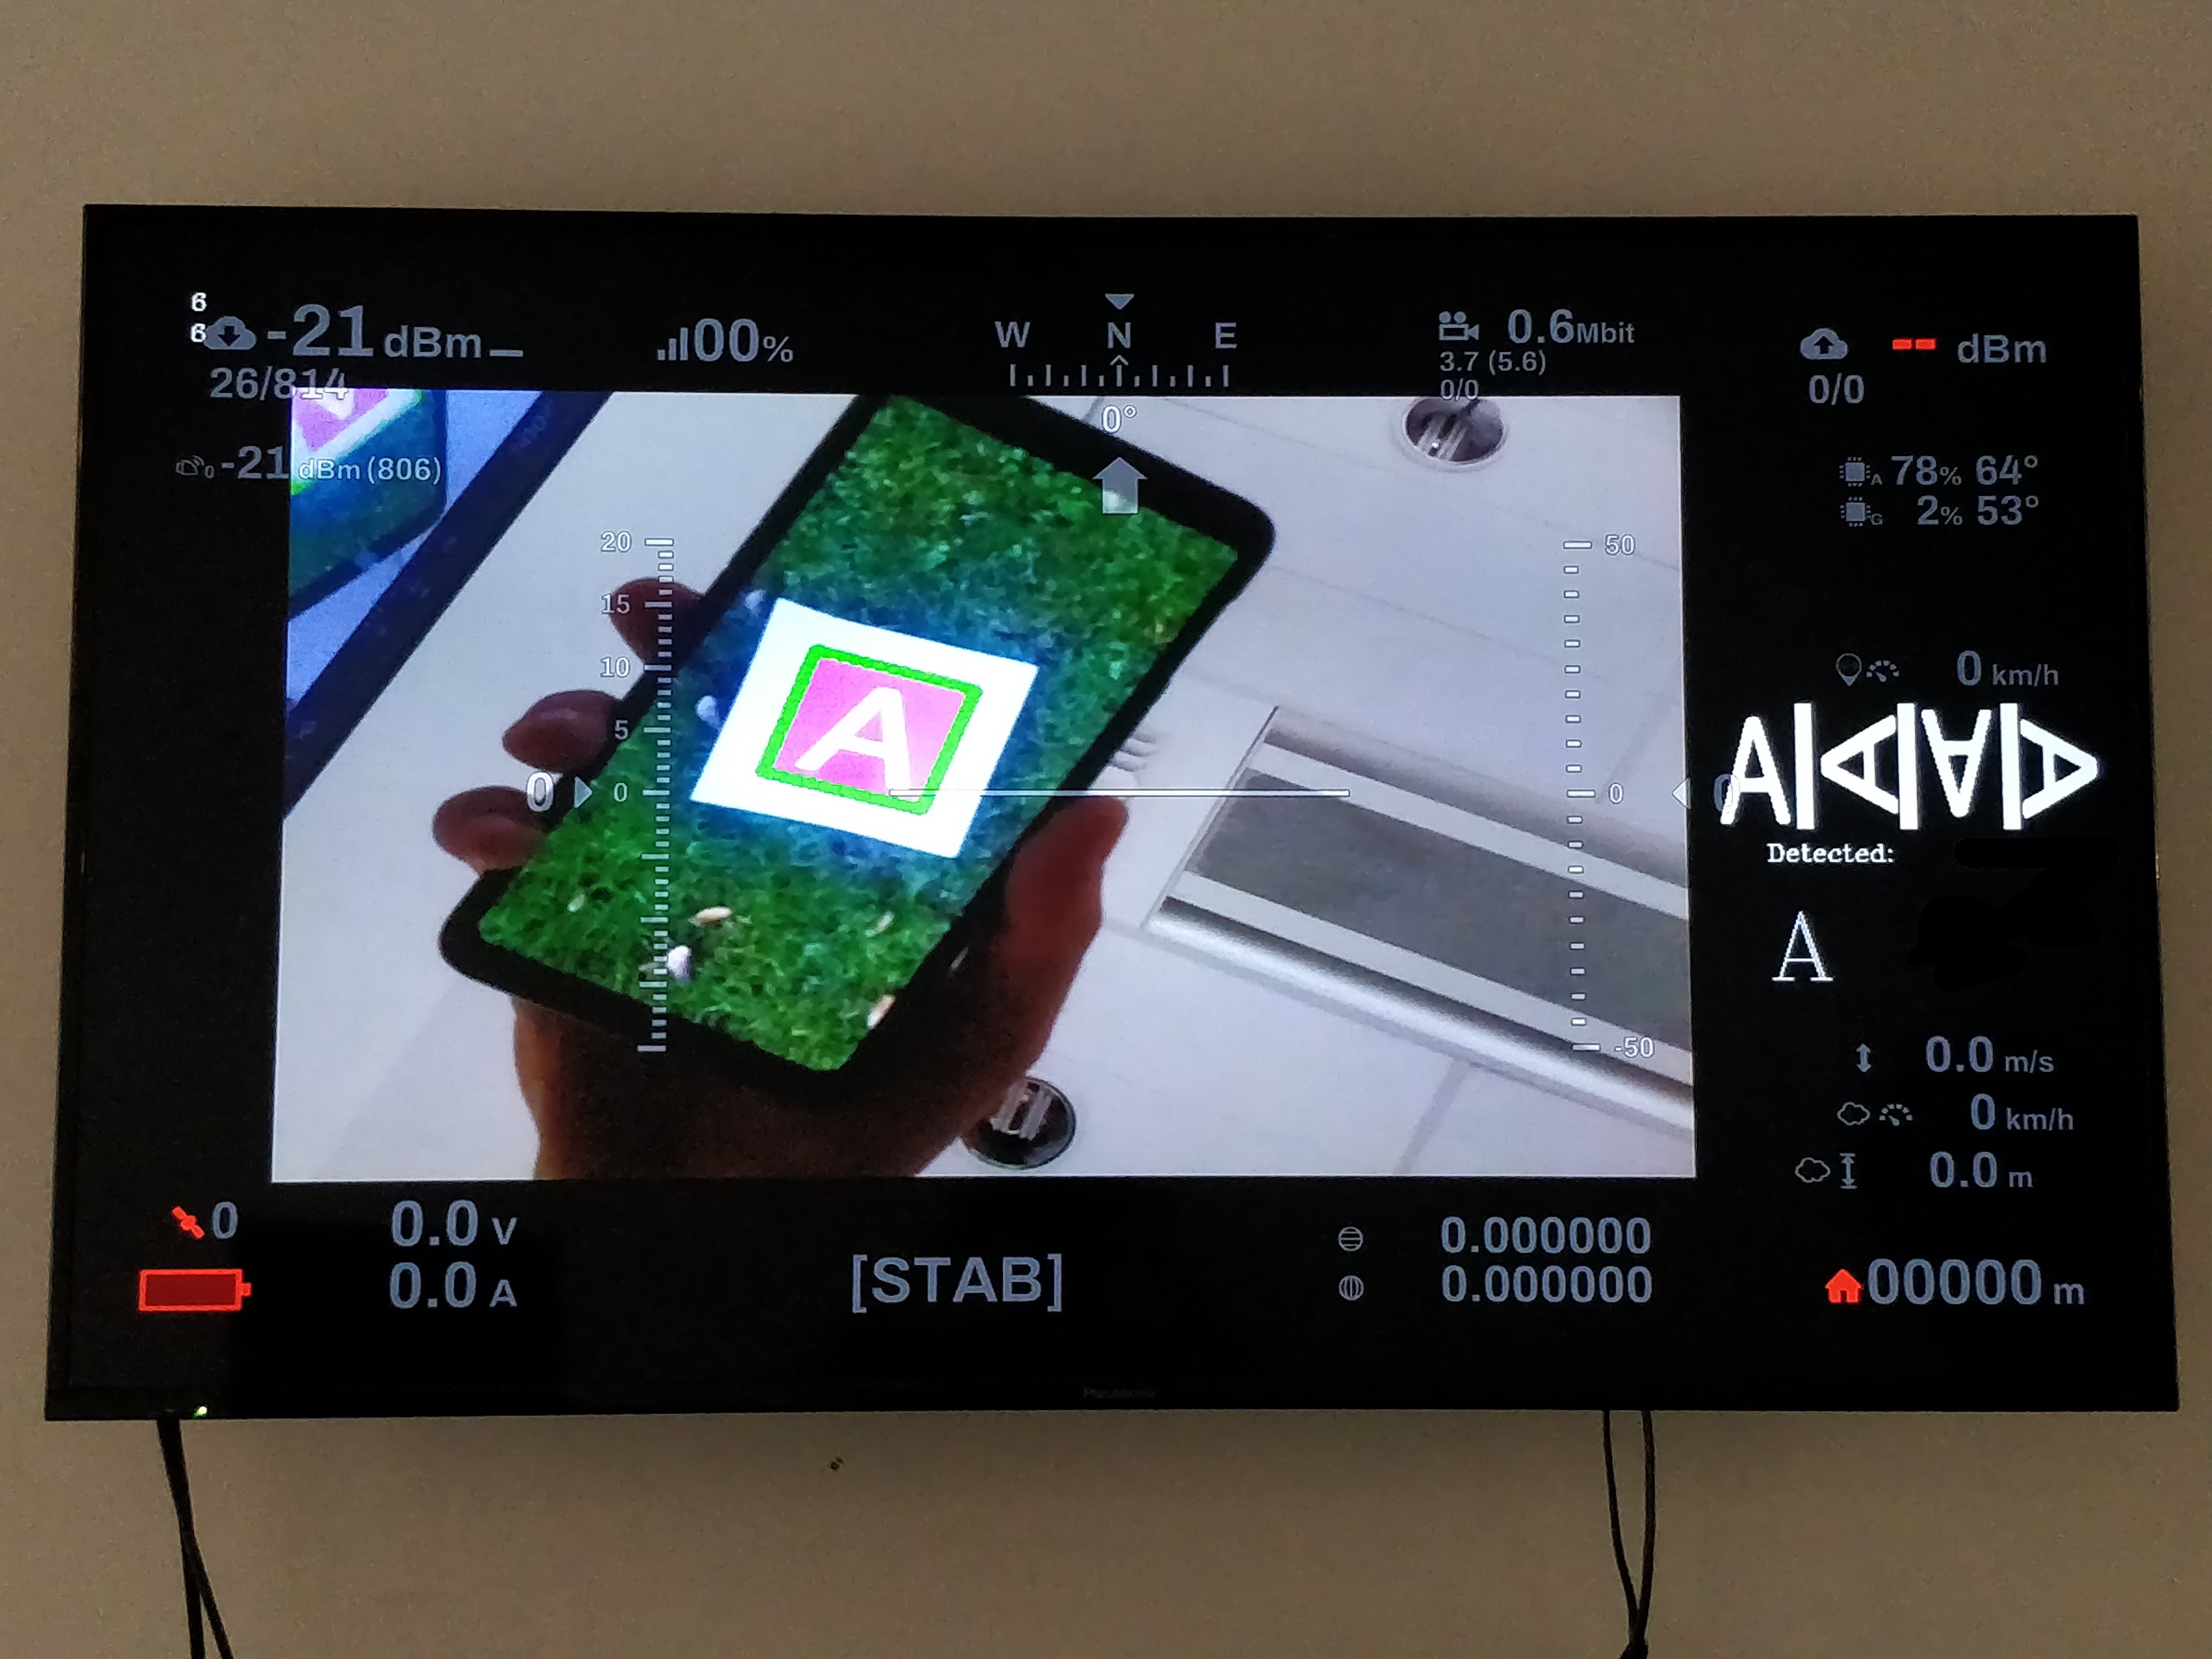 6
6 -21 dBm
00%
W N E
0.6 Mbit
3.7 (5.6)
0/0
-- dBm
0/0
26/814
0°
-21 dBm (806)
A 78% 64°
G 2% 53°
20
15
10
5
0
0
50
0
-50
A
0 km/h
A A A A
Detected:
A
0.0 m/s
0 km/h
0.0 m
0
0.0 V
0.0 A
[STAB]
0.000000
0.000000
00000 m
Panasonic